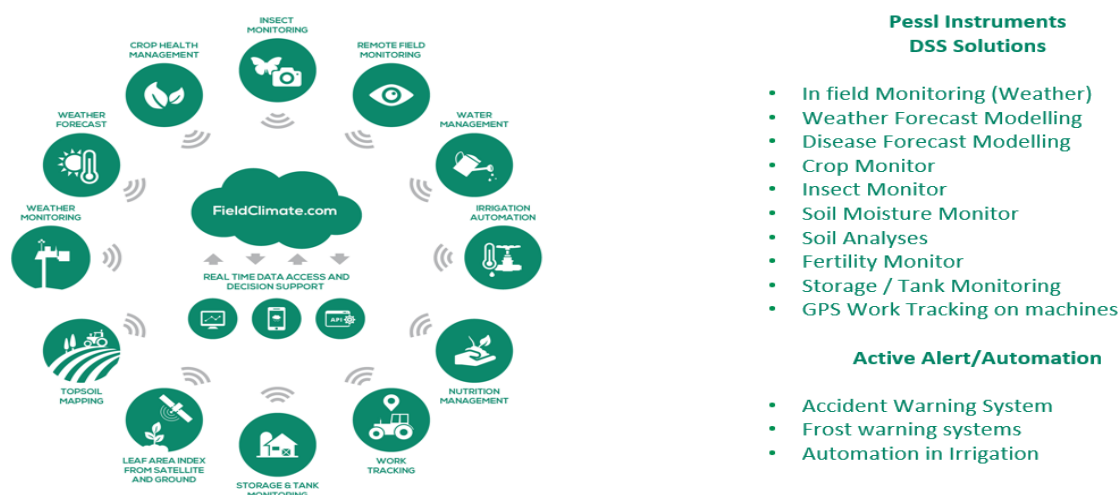 INSECT
MONITORING
CROP HEALTH
MANAGEMENT
REMOTE FIELD
MONITORING
WEATHER
FORECAST
WATER
MANAGEMENT
WEATHER
MONITORING
FieldClimate.com
IRRIGATION
AUTOMATION
REAL TIME DATA ACCESS AND
DECISION SUPPORT
API
TOPSOIL
MAPPING
NUTRITION
MANAGEMENT
LEAF AREA INDEX
FROM SATELLITE
AND GROUND
WORK
TRACKING
STORAGE & TANK
MONITORING
Pessl Instruments
DSS Solutions
• In field Monitoring (Weather)
• Weather Forecast Modelling
• Disease Forecast Modelling
• Crop Monitor
• Insect Monitor
• Soil Moisture Monitor
• Soil Analyses
• Fertility Monitor
• Storage / Tank Monitoring
• GPS Work Tracking on machines
Active Alert/Automation
• Accident Warning System
• Frost warning systems
• Automation in Irrigation